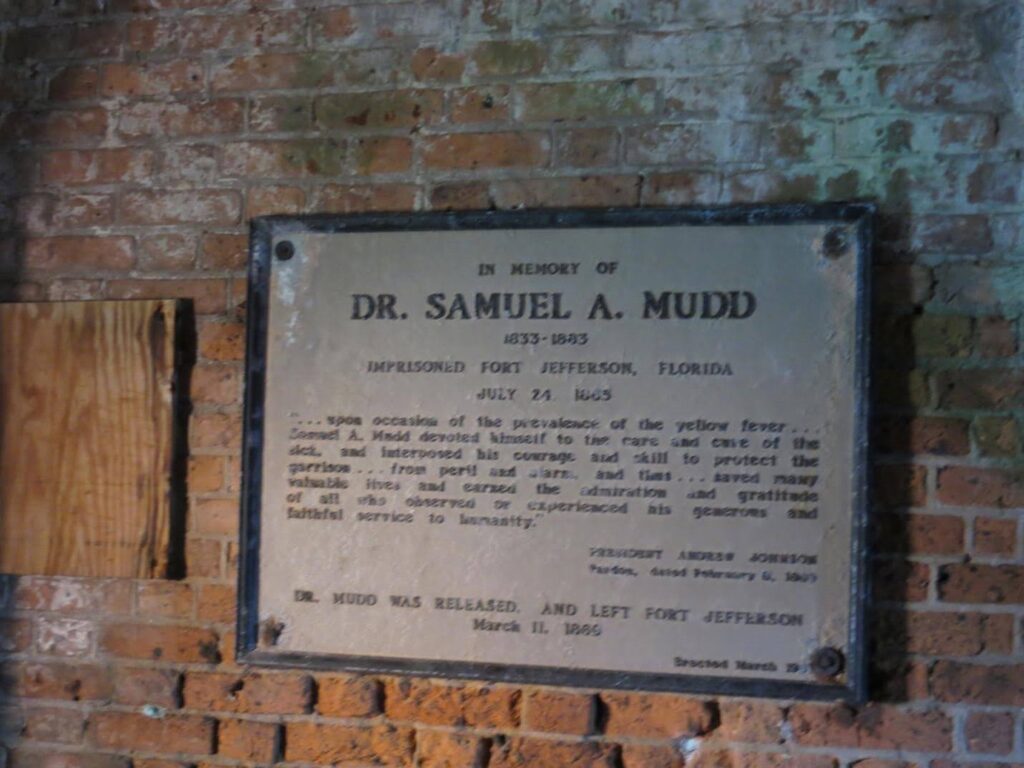 IN MEMORY OF
DR. SAMUEL A. MUDD
1833-1883
IMPRISONED FORT JEFFERSON, FLORIDA
JULY 24, 1865
"... upon occasion of the prevalence of the yellow fever...
Samuel A. Mudd devoted himself to the care and cure of the
sick, and interposed his courage and skill to protect the
garrison... from peril and alarm, and thus... saved many
valuable lives and earned the admiration and gratitude
of all who observed or experienced his generous and
faithful service to humanity."
PRESIDENT ANDREW JOHNSON
Pardon, dated February 8, 1869
DR. MUDD WAS RELEASED, AND LEFT FORT JEFFERSON
March 11, 1869
Erected March